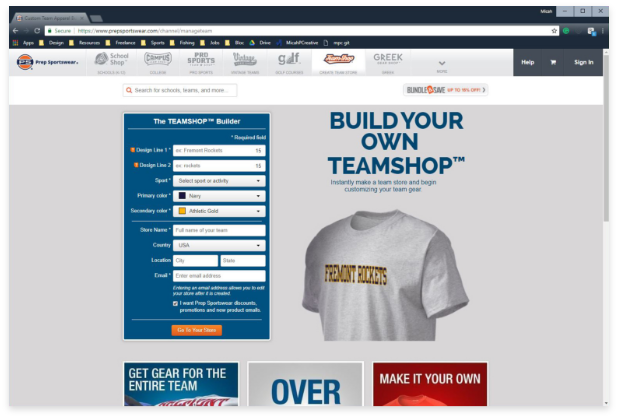 Custom Team Apparel
Micah
Secure | https://www.prepsportswear.com/channel/manageteam
Apps Design Resources Freelance Sports Fishing Jobs Bloc Drive MicahPCreative mpc.git
Prep Sportswear
School Shop
CAMPUS
PRO SPORTS
Vintage
golf.
TeamShop
GREEK
Help
Sign In
SCHOOLS & CO. COLLEGE PRO SPORTS VINTAGE TEAMS GOLF COURSES CREATE TEAM STORE GREEK MORE
Search for schools, teams, and more...
BUNDLE & SAVE UP TO 15% OFF!
The TEAMSHOP™ Builder
* Required field
Design Line 1 * ex: Fremont Rockets 15
Design Line 2 ex: rockets 15
Sport * Select sport or activity
Primary color * Navy
Secondary color * Athletic Gold
Store Name * Full name of your team
Country USA
Location City State
Email * Enter email address
Entering an email address allows you to edit
your store after it is created.
I want Prep Sportswear discounts,
promotions and new product emails.
Go To Your Store
BUILD YOUR
OWN
TEAMSHOP™
Instantly make a team store and begin
customizing your team gear.
FREMONT ROCKETS
GET GEAR FOR THE
ENTIRE TEAM
OVER
MAKE IT YOUR OWN